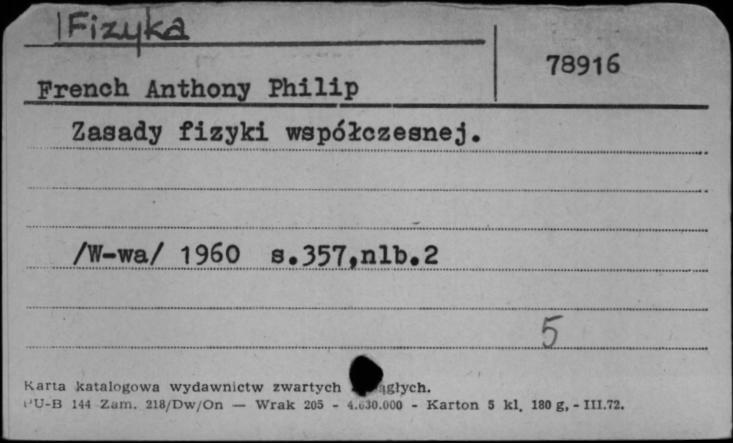 Fizyka
78916
French Anthony Philip
Zasady fizyki współczesnej.
/W-wa/ 1960 s.357,nlb.2
5
Karta katalogowa wydawnictw zwartych
PU-B 144 Zam. 218/Dw/On — Wrak 205 - 4.630.000 - Karton 5 kl, 180 g, - III.72.